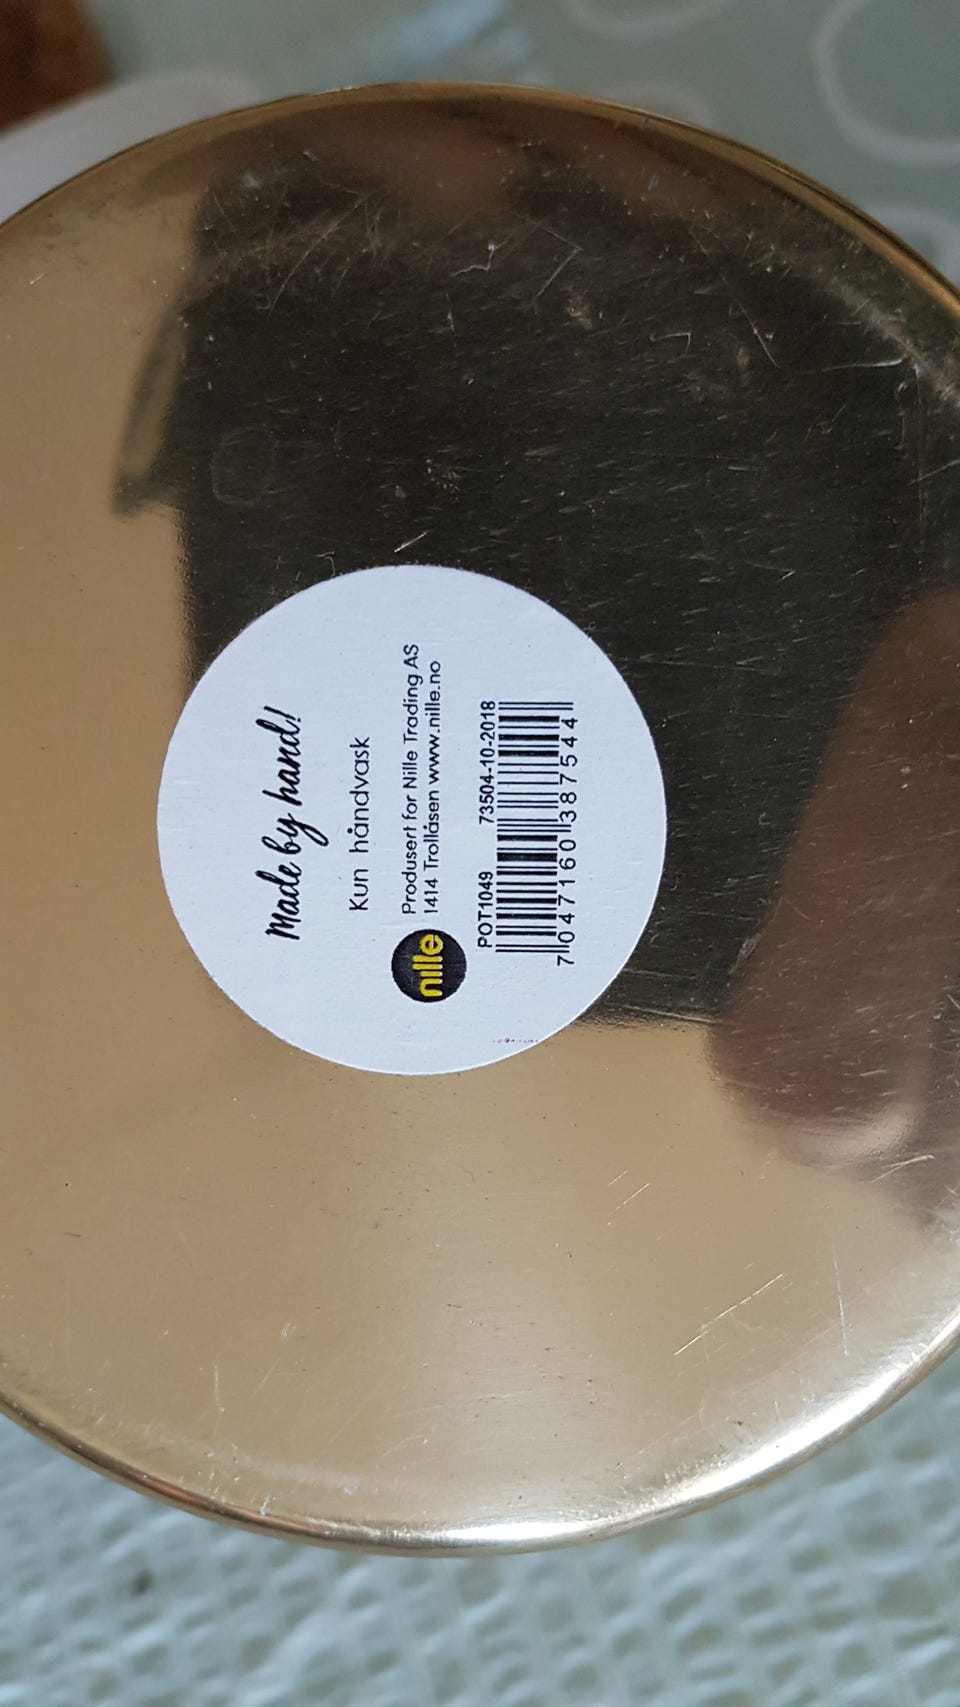 Made by hand!
Kun håndvask
nille
Produsert for Nille Trading AS
1414 Trollåsen www.nille.no
POT1049 73504-10-2018
7 047160 387544